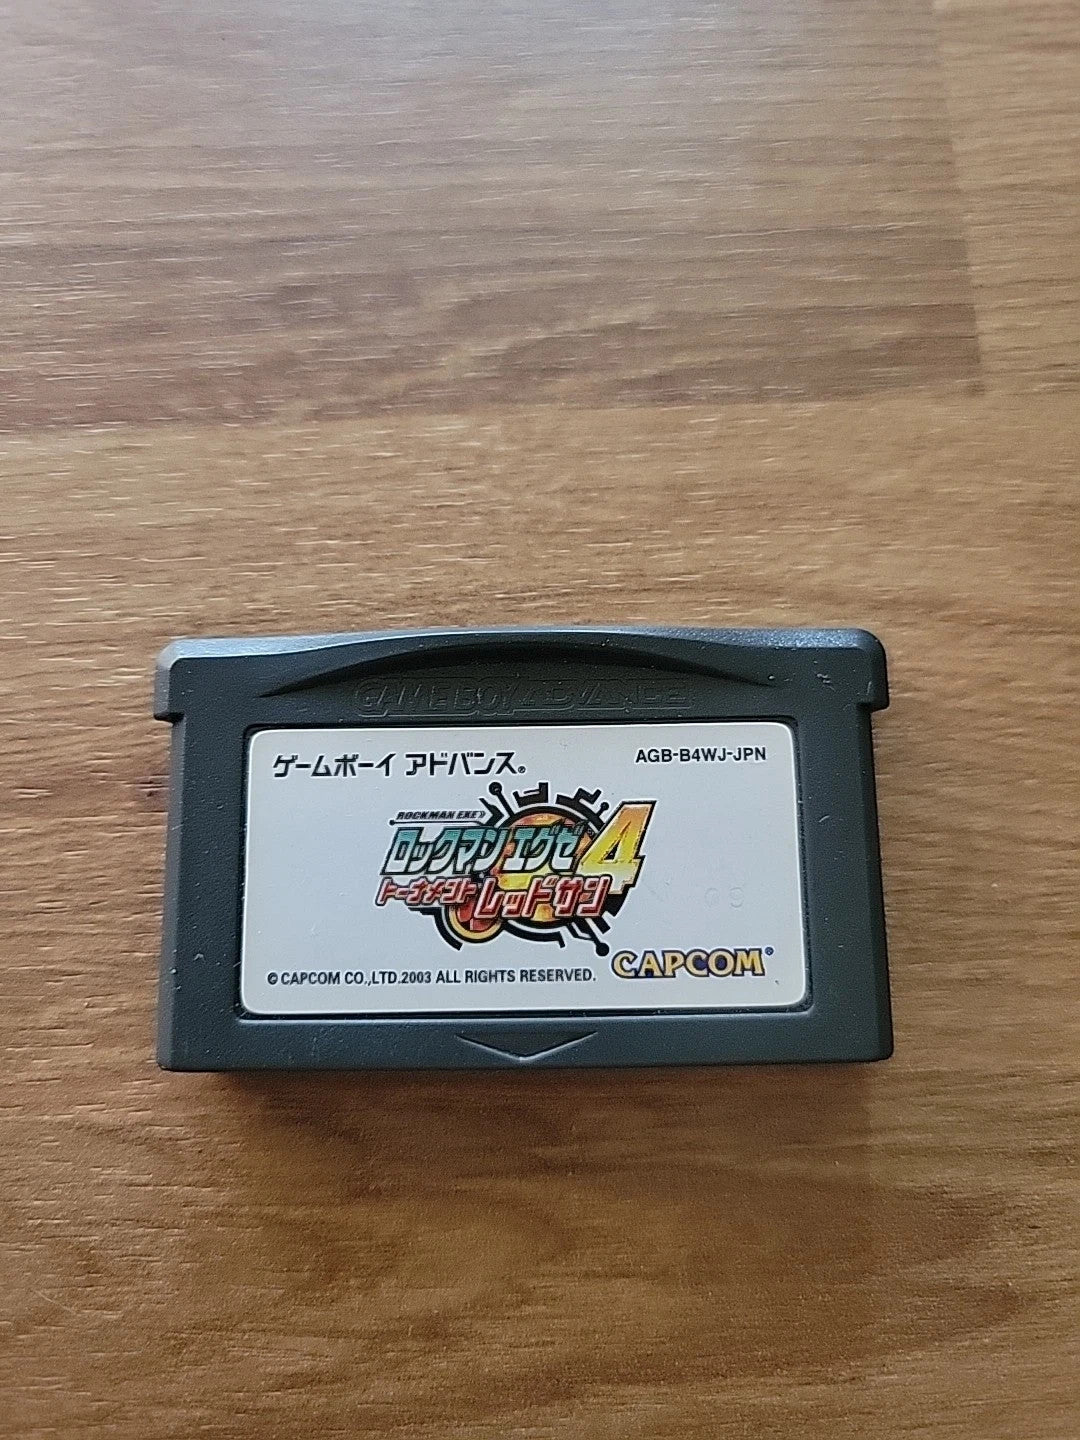 GAME BOY ADVANCE
ゲームボーイ アドバンス®
AGB-B4WJ-JPN
ROCKMAN EXE
ロックマン エグゼ 4
トーナメント レッドサン
© CAPCOM CO.,LTD.2003 ALL RIGHTS RESERVED.
CAPCOM®